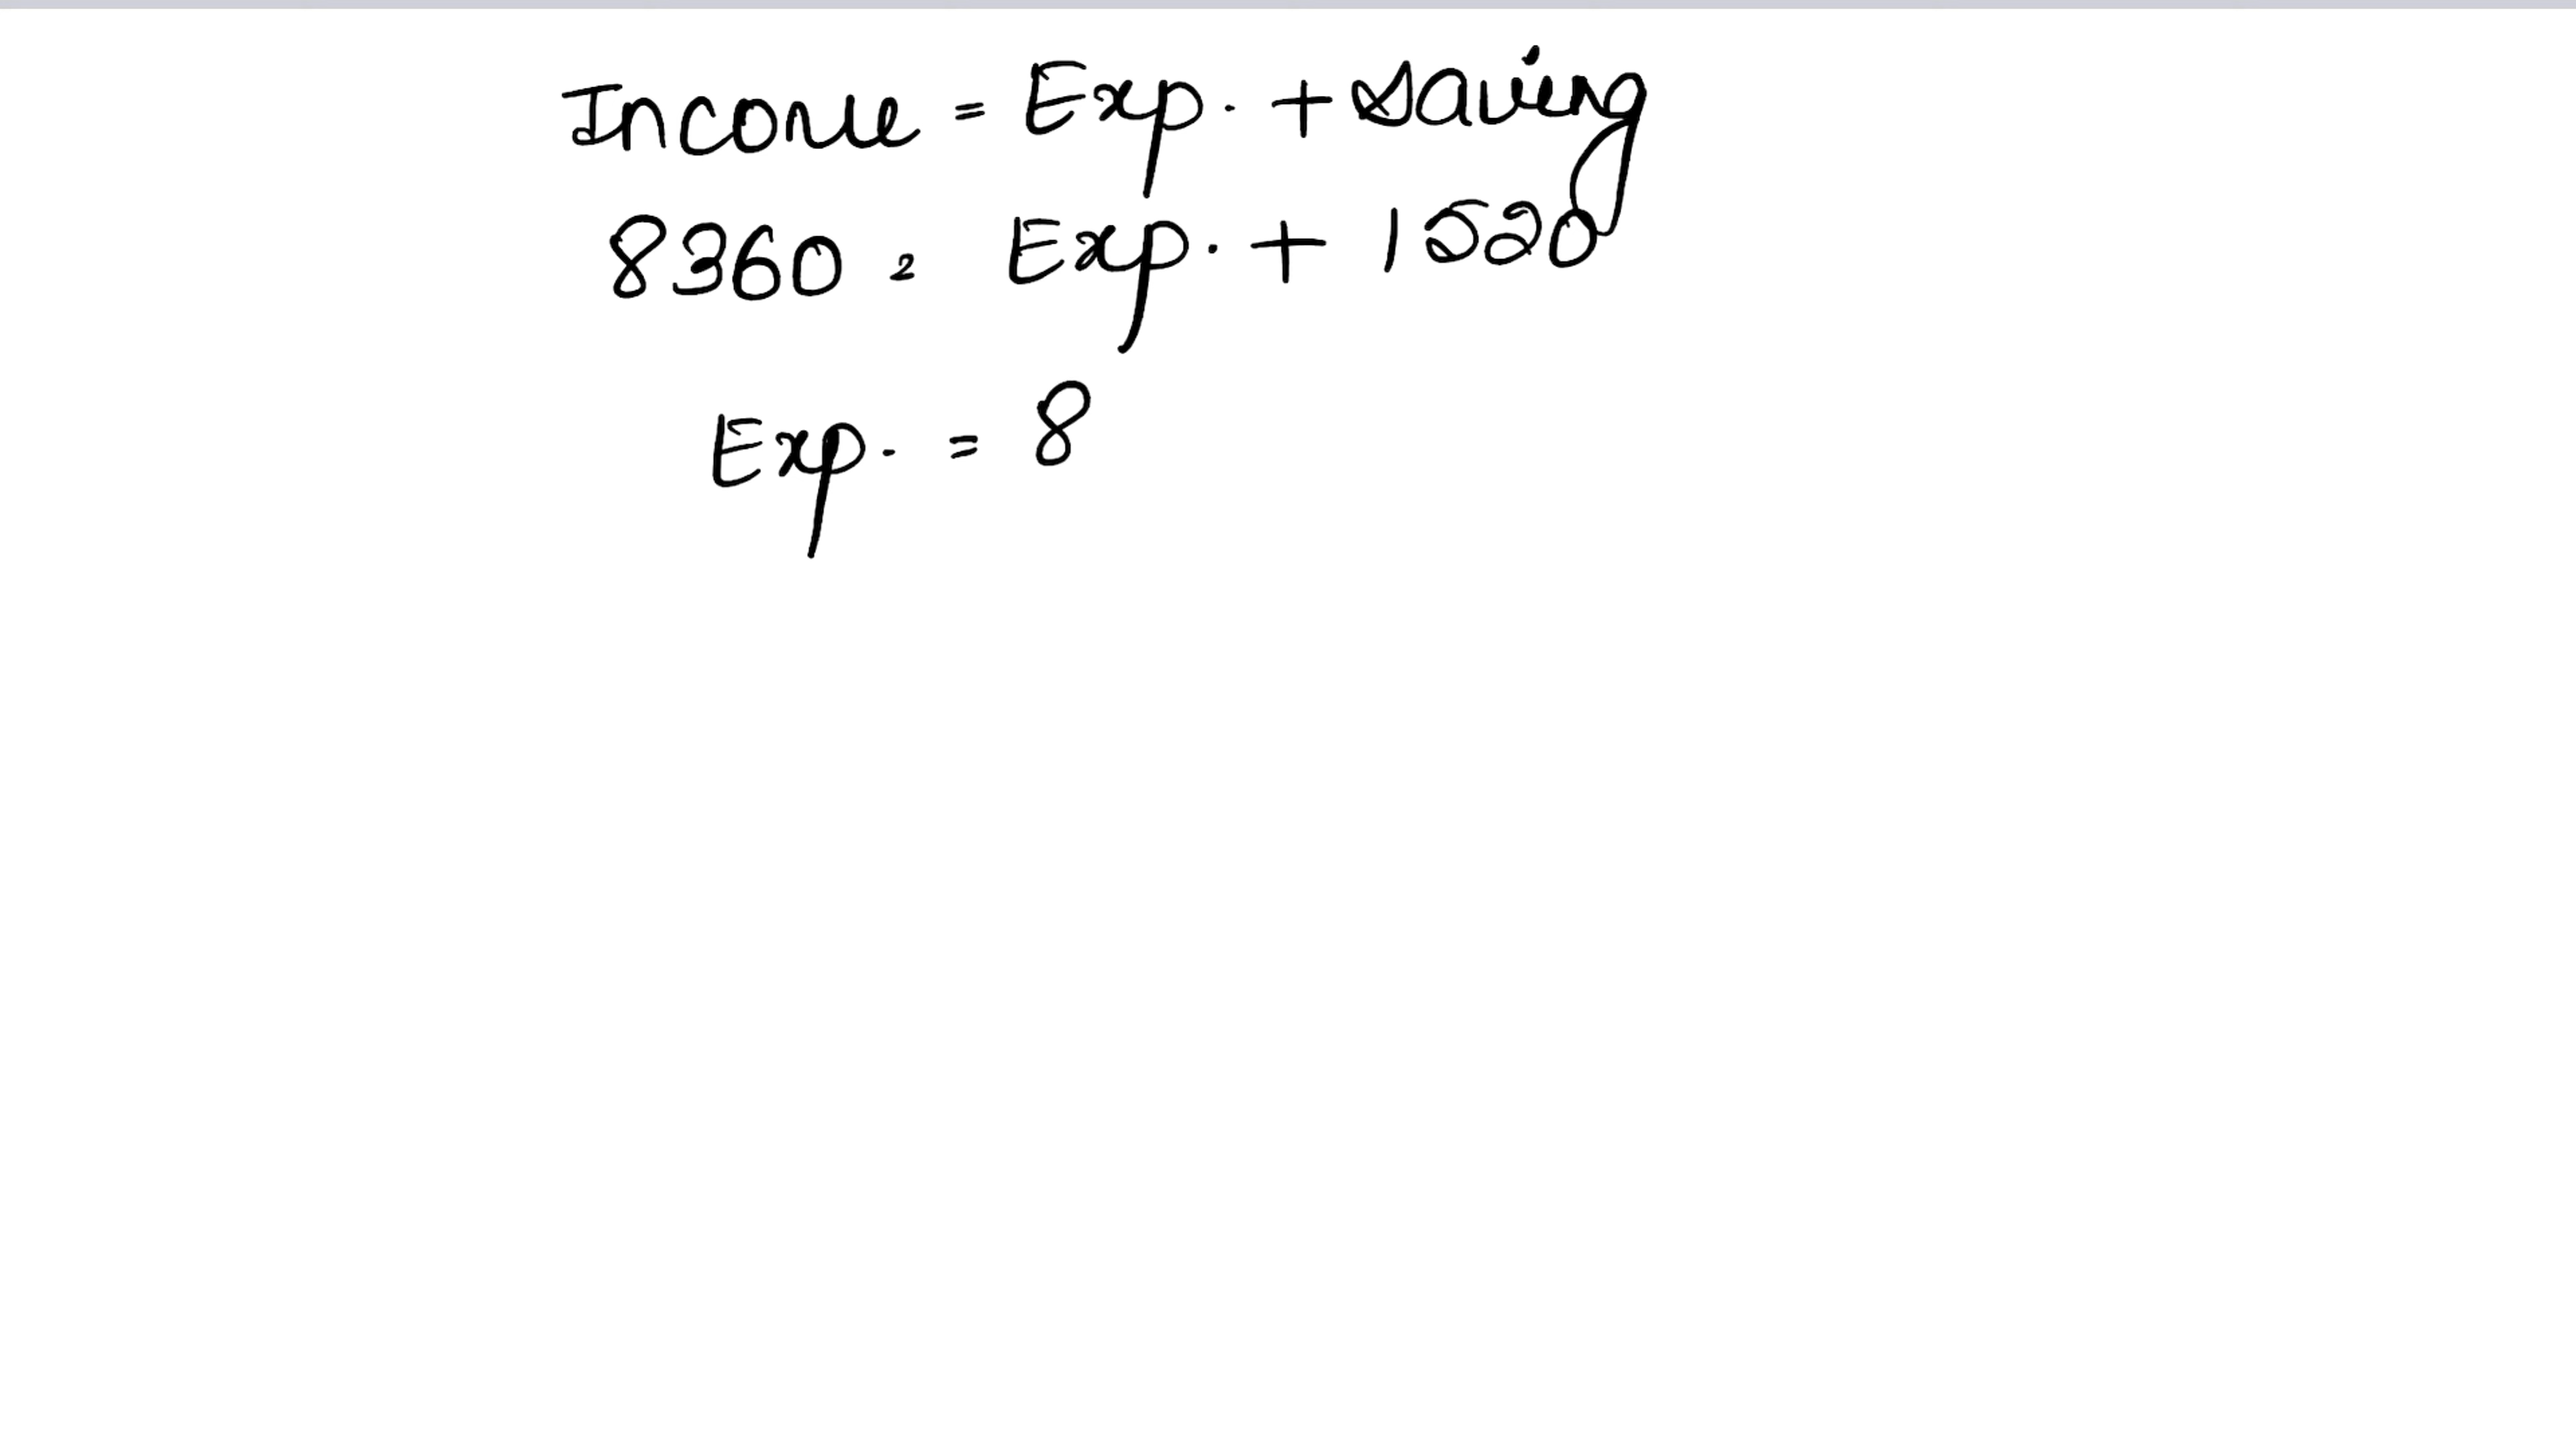 Income = Exp. + Saving
8360 = Exp. + 1520
Exp. = 8